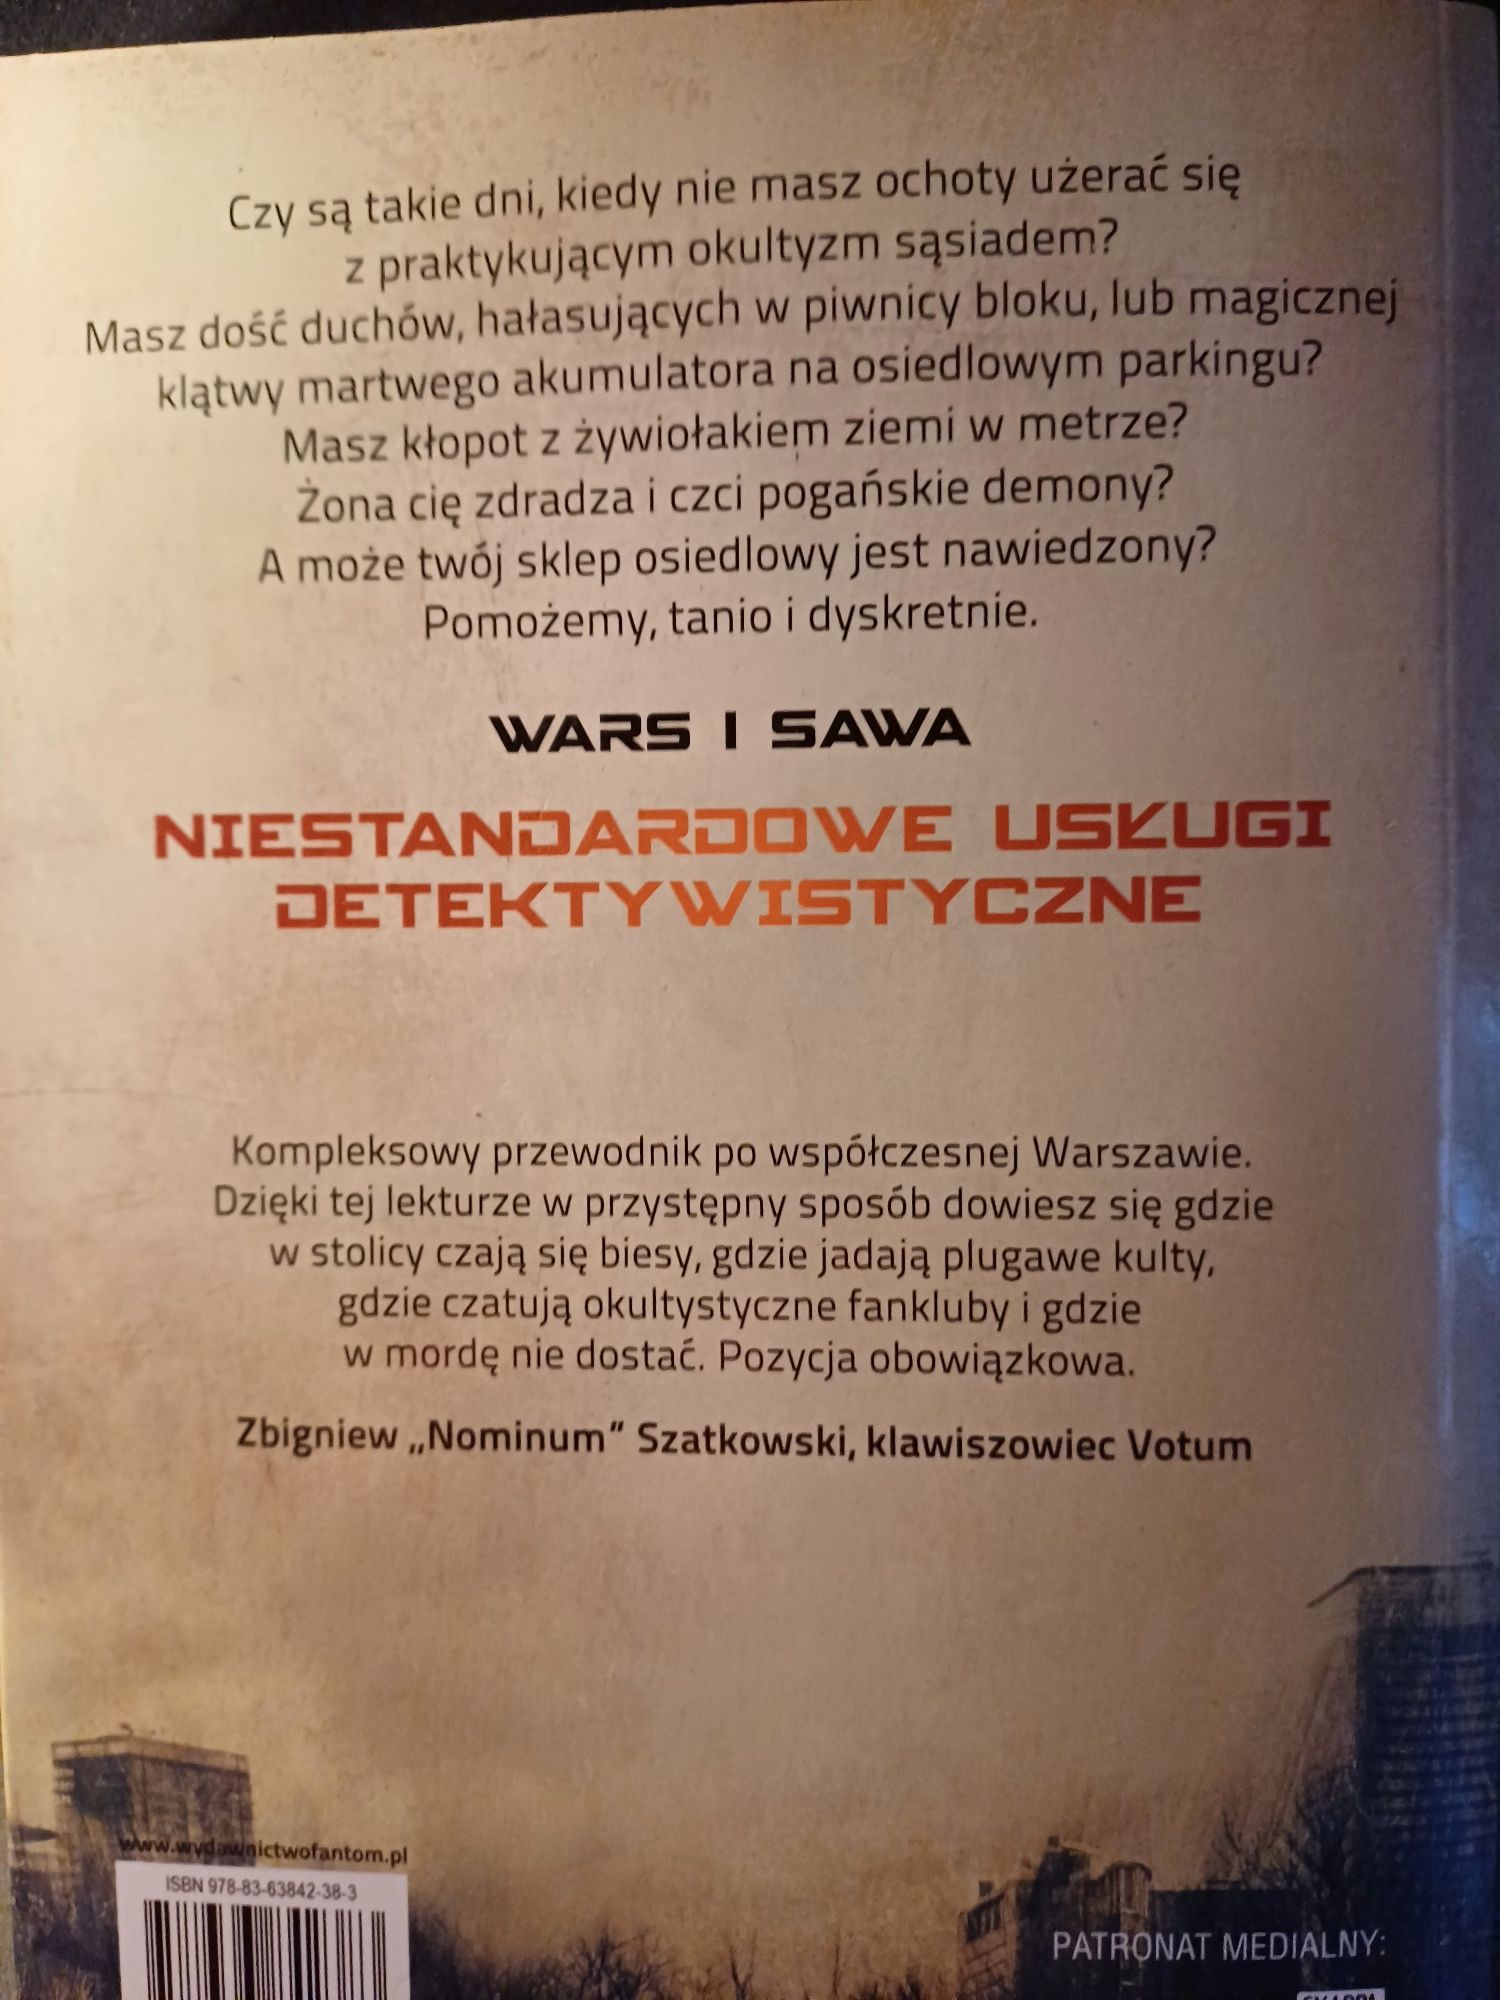 Czy są takie dni, kiedy nie masz ochoty użerać się
z praktykującym okultyzm sąsiadem?
Masz dość duchów, hałasujących w piwnicy bloku, lub magicznej
klątwy martwego akumulatora na osiedlowym parkingu?
Masz kłopot z żywiołakiem ziemi w metrze?
Żona cię zdradza i czci pogańskie demony?
A może twój sklep osiedlowy jest nawiedzony?
Pomożemy, tanio i dyskretnie.
WARS I SAWA
NIESTANDARDOWE USŁUGI
DETEKTYWISTYCZNE
Kompleksowy przewodnik po współczesnej Warszawie.
Dzięki tej lekturze w przystępny sposób dowiesz się gdzie
w stolicy czają się biesy, gdzie jadają plugawe kulty,
gdzie czatują okultystyczne fankluby i gdzie
w mordę nie dostać. Pozycja obowiązkowa.
Zbigniew „Nominum” Szatkowski, klawiszowiec Votum
www.wydawnictwofantom.pl
ISBN 978-83-63842-38-3
PATRONAT MEDIALNY: